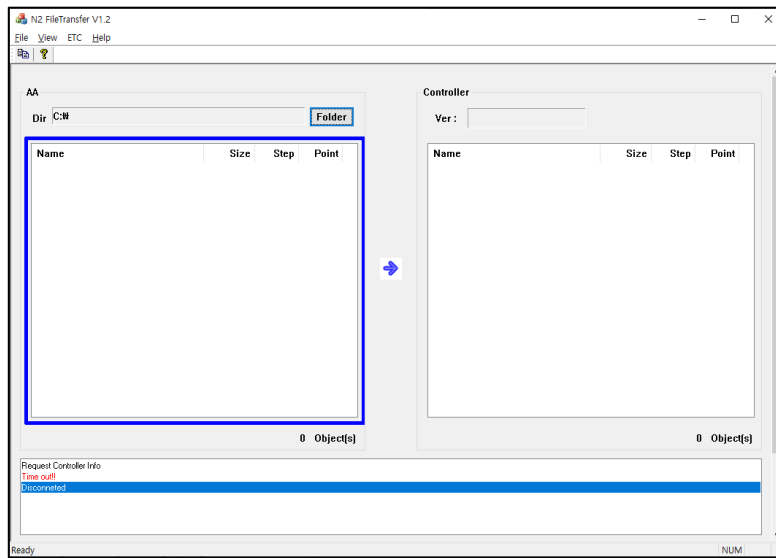 N2 FileTransfer V1.2
File View ETC Help
AA
Dir C:₩ Folder
Name Size Step Point
0 Object(s)
Controller
Ver :
Name Size Step Point
0 Object(s)
Request Controller Info
Time out!!
Disconneted
Ready NUM